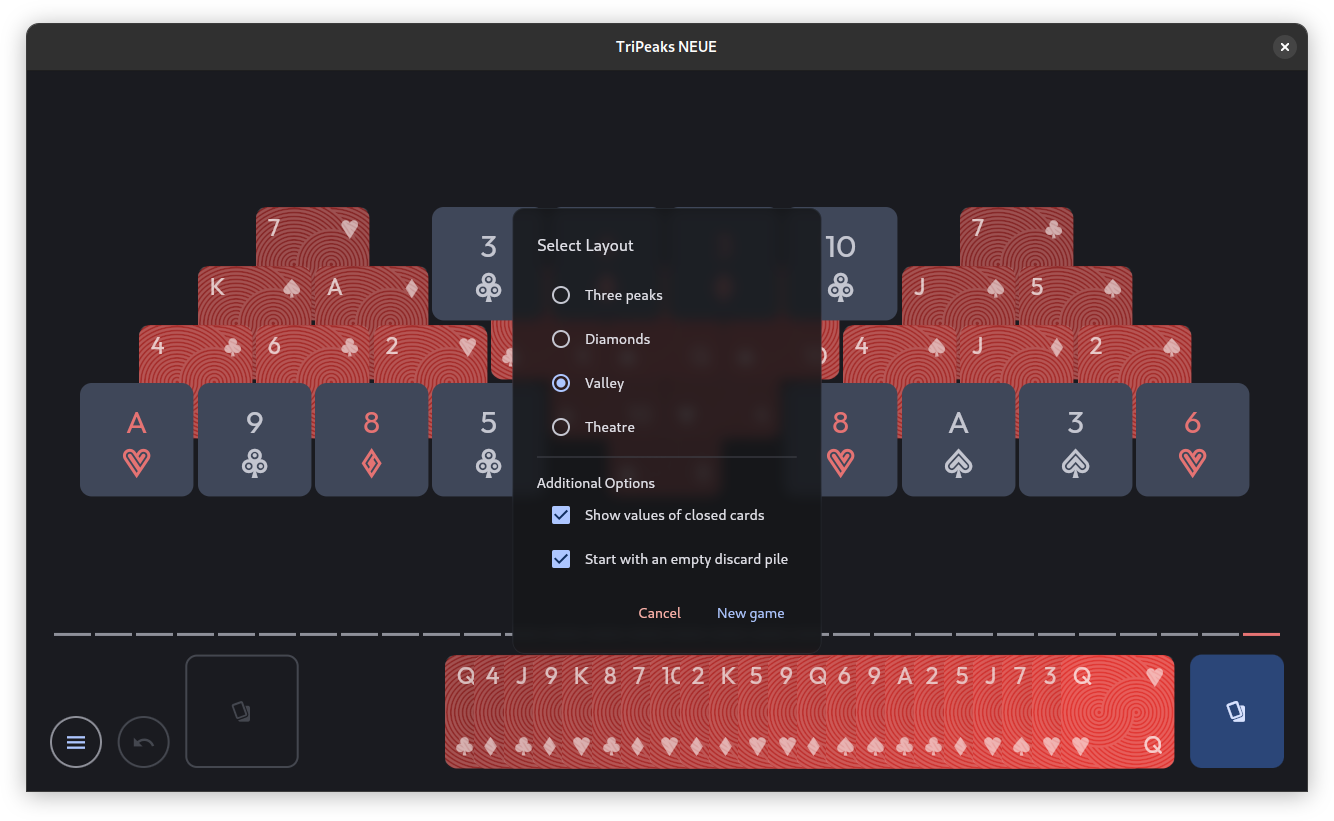 TriPeaks NEUE
7 3 10 7
K A J 5
4 6 2 4 J 2
A 9 8 5 8 A 3 6
Select Layout
Three peaks
Diamonds
Valley
Theatre
Additional Options
Show values of closed cards
Start with an empty discard pile
Cancel New game
Q 4 J 9 K 8 7 10 2 K 5 9 Q 6 9 A 2 5 J 7 3 Q
Q